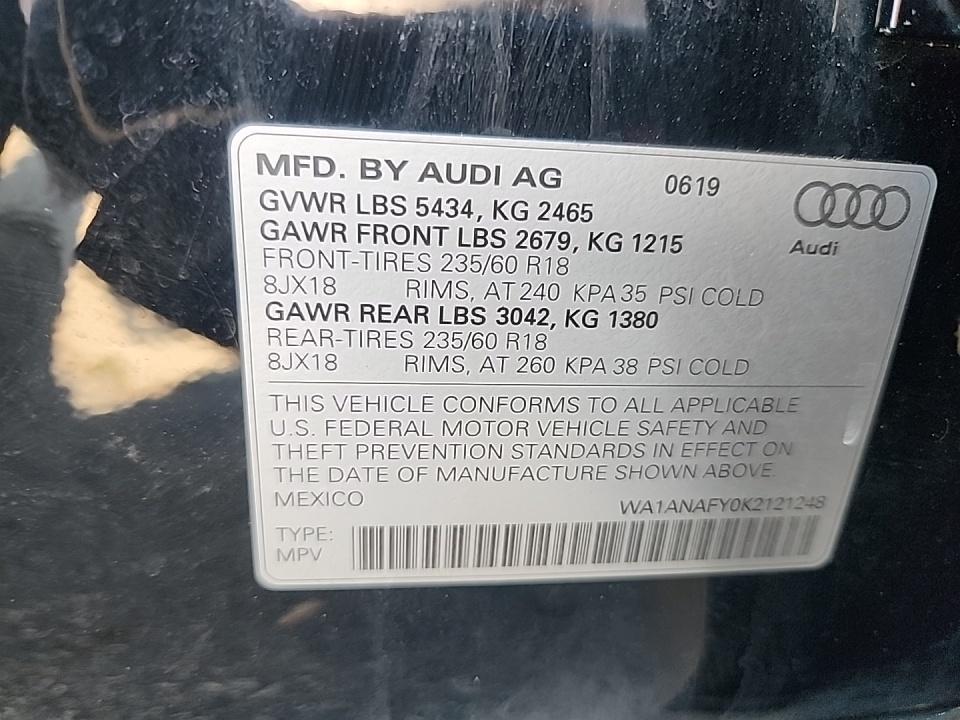 MFD. BY AUDI AG 0619
GVWR LBS 5434, KG 2465
GAWR FRONT LBS 2679, KG 1215
Audi
FRONT-TIRES 235/60 R18
8JX18 RIMS, AT 240 KPA 35 PSI COLD
GAWR REAR LBS 3042, KG 1380
REAR-TIRES 235/60 R18
8JX18 RIMS, AT 260 KPA 38 PSI COLD
THIS VEHICLE CONFORMS TO ALL APPLICABLE
U.S. FEDERAL MOTOR VEHICLE SAFETY AND
THEFT PREVENTION STANDARDS IN EFFECT ON
THE DATE OF MANUFACTURE SHOWN ABOVE.
MEXICO WA1ANAFY0K2121248
TYPE:
MPV